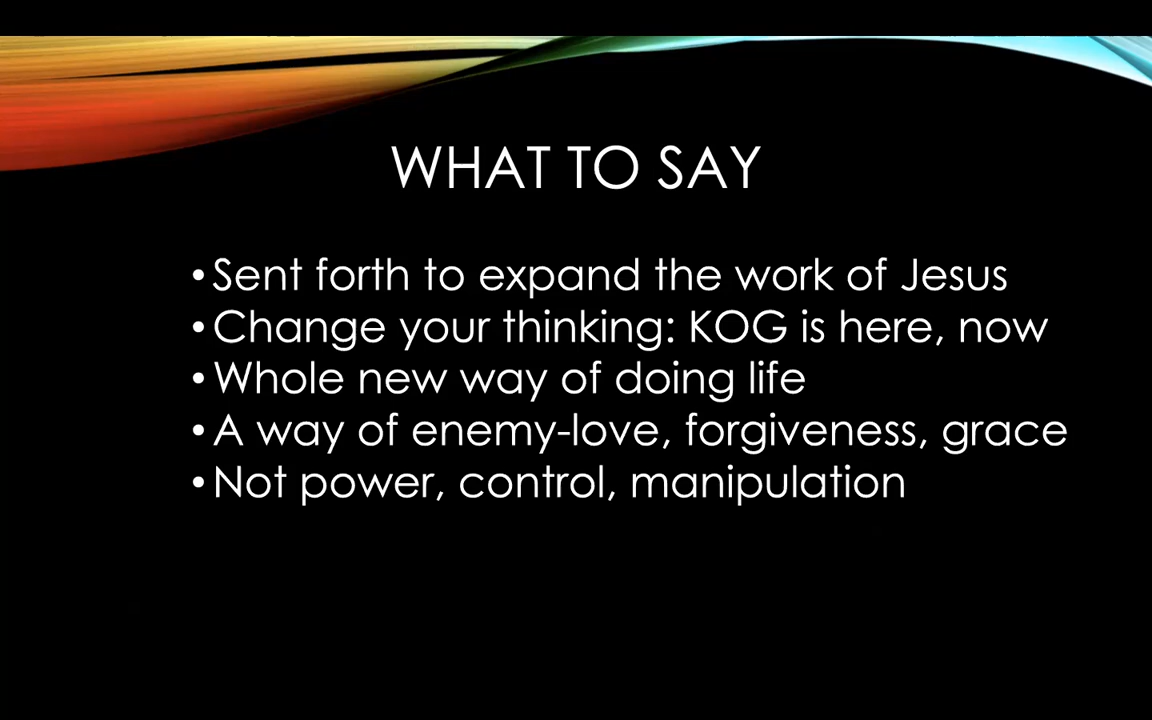 WHAT TO SAY
• Sent forth to expand the work of Jesus
• Change your thinking: KOG is here, now
• Whole new way of doing life
• A way of enemy-love, forgiveness, grace
• Not power, control, manipulation